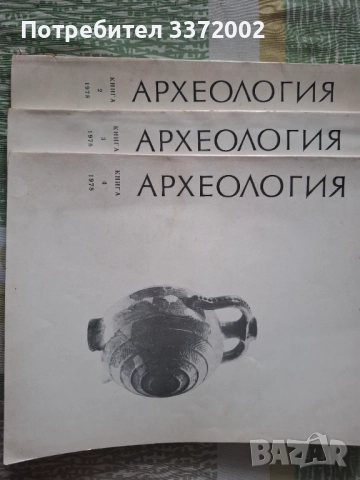 Потребител 3372002
КНИГА
2
1978
АРХЕОЛОГИЯ
КНИГА
3
1978
АРХЕОЛОГИЯ
КНИГА
4
1978
АРХЕОЛОГИЯ
BAZAR